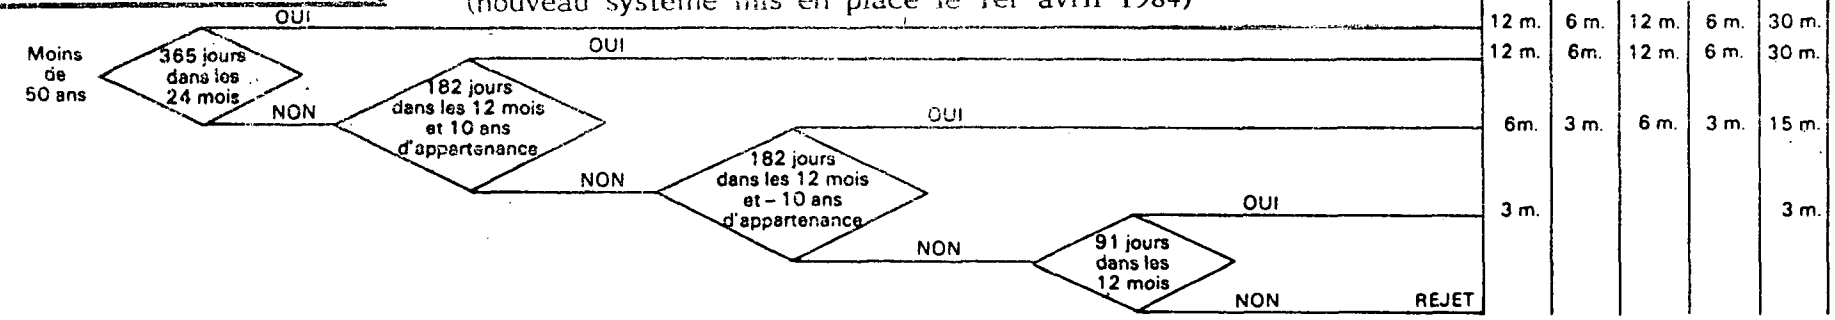 (nouveau système mis en place le 1er avril 1984)
OUI
12 m. 6 m. 12 m. 6 m. 30 m.
OUI
12 m. 6m. 12 m. 6 m. 30 m.
Moins
de
50 ans
365 jours
dans les
24 mois
NON
182 jours
dans les 12 mois
et 10 ans
d'appartenance
OUI
6m. 3 m. 6 m. 3 m. 15 m.
NON
182 jours
dans les 12 mois
et – 10 ans
d'appartenance
OUI
3 m. 3 m.
NON
91 jours
dans les
12 mois
NON
REJET